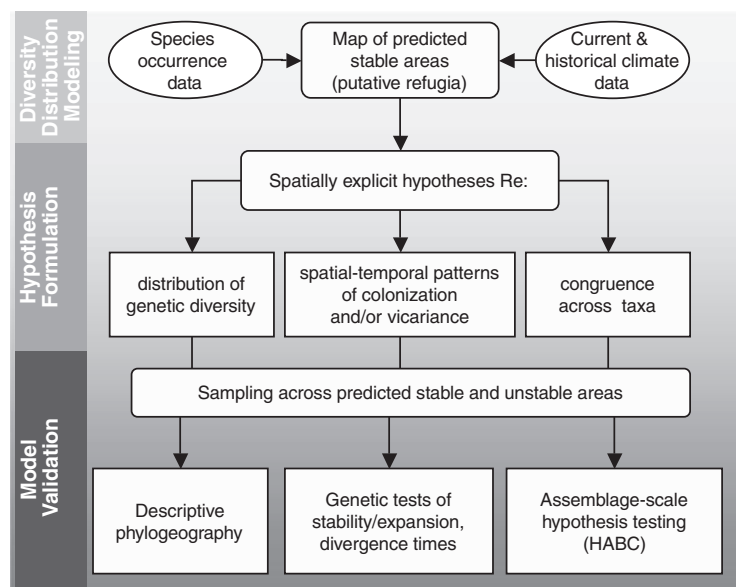 Diversity
Distribution
Modeling
Species
occurrence
data
Map of predicted
stable areas
(putative refugia)
Current &
historical climate
data
Hypothesis
Formulation
Spatially explicit hypotheses Re:
distribution of
genetic diversity
spatial-temporal patterns
of colonization
and/or vicariance
congruence
across taxa
Model
Validation
Sampling across predicted stable and unstable areas
Descriptive
phylogeography
Genetic tests of
stability/expansion,
divergence times
Assemblage-scale
hypothesis testing
(HABC)